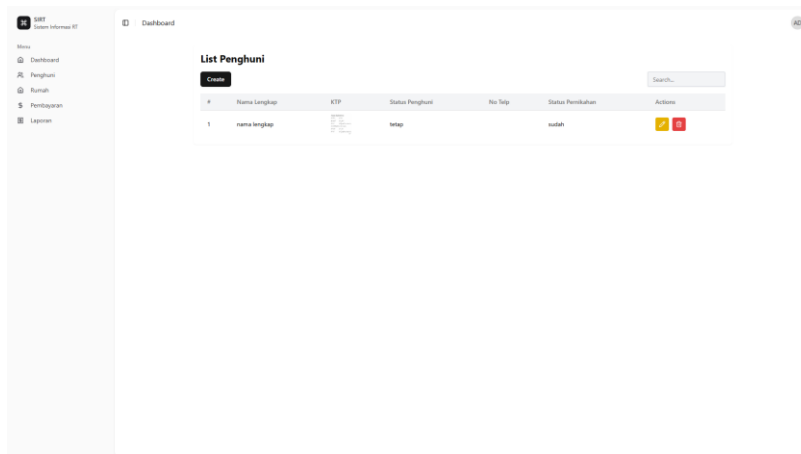 SIRT
Sistem Informasi RT
Dashboard
AD
Menu
Dashboard
Penghuni
Rumah
Pembayaran
Laporan
List Penghuni
Create
Search...
# Nama Lengkap KTP Status Penghuni No Telp Status Pernikahan Actions
1 nama lengkap tetap sudah